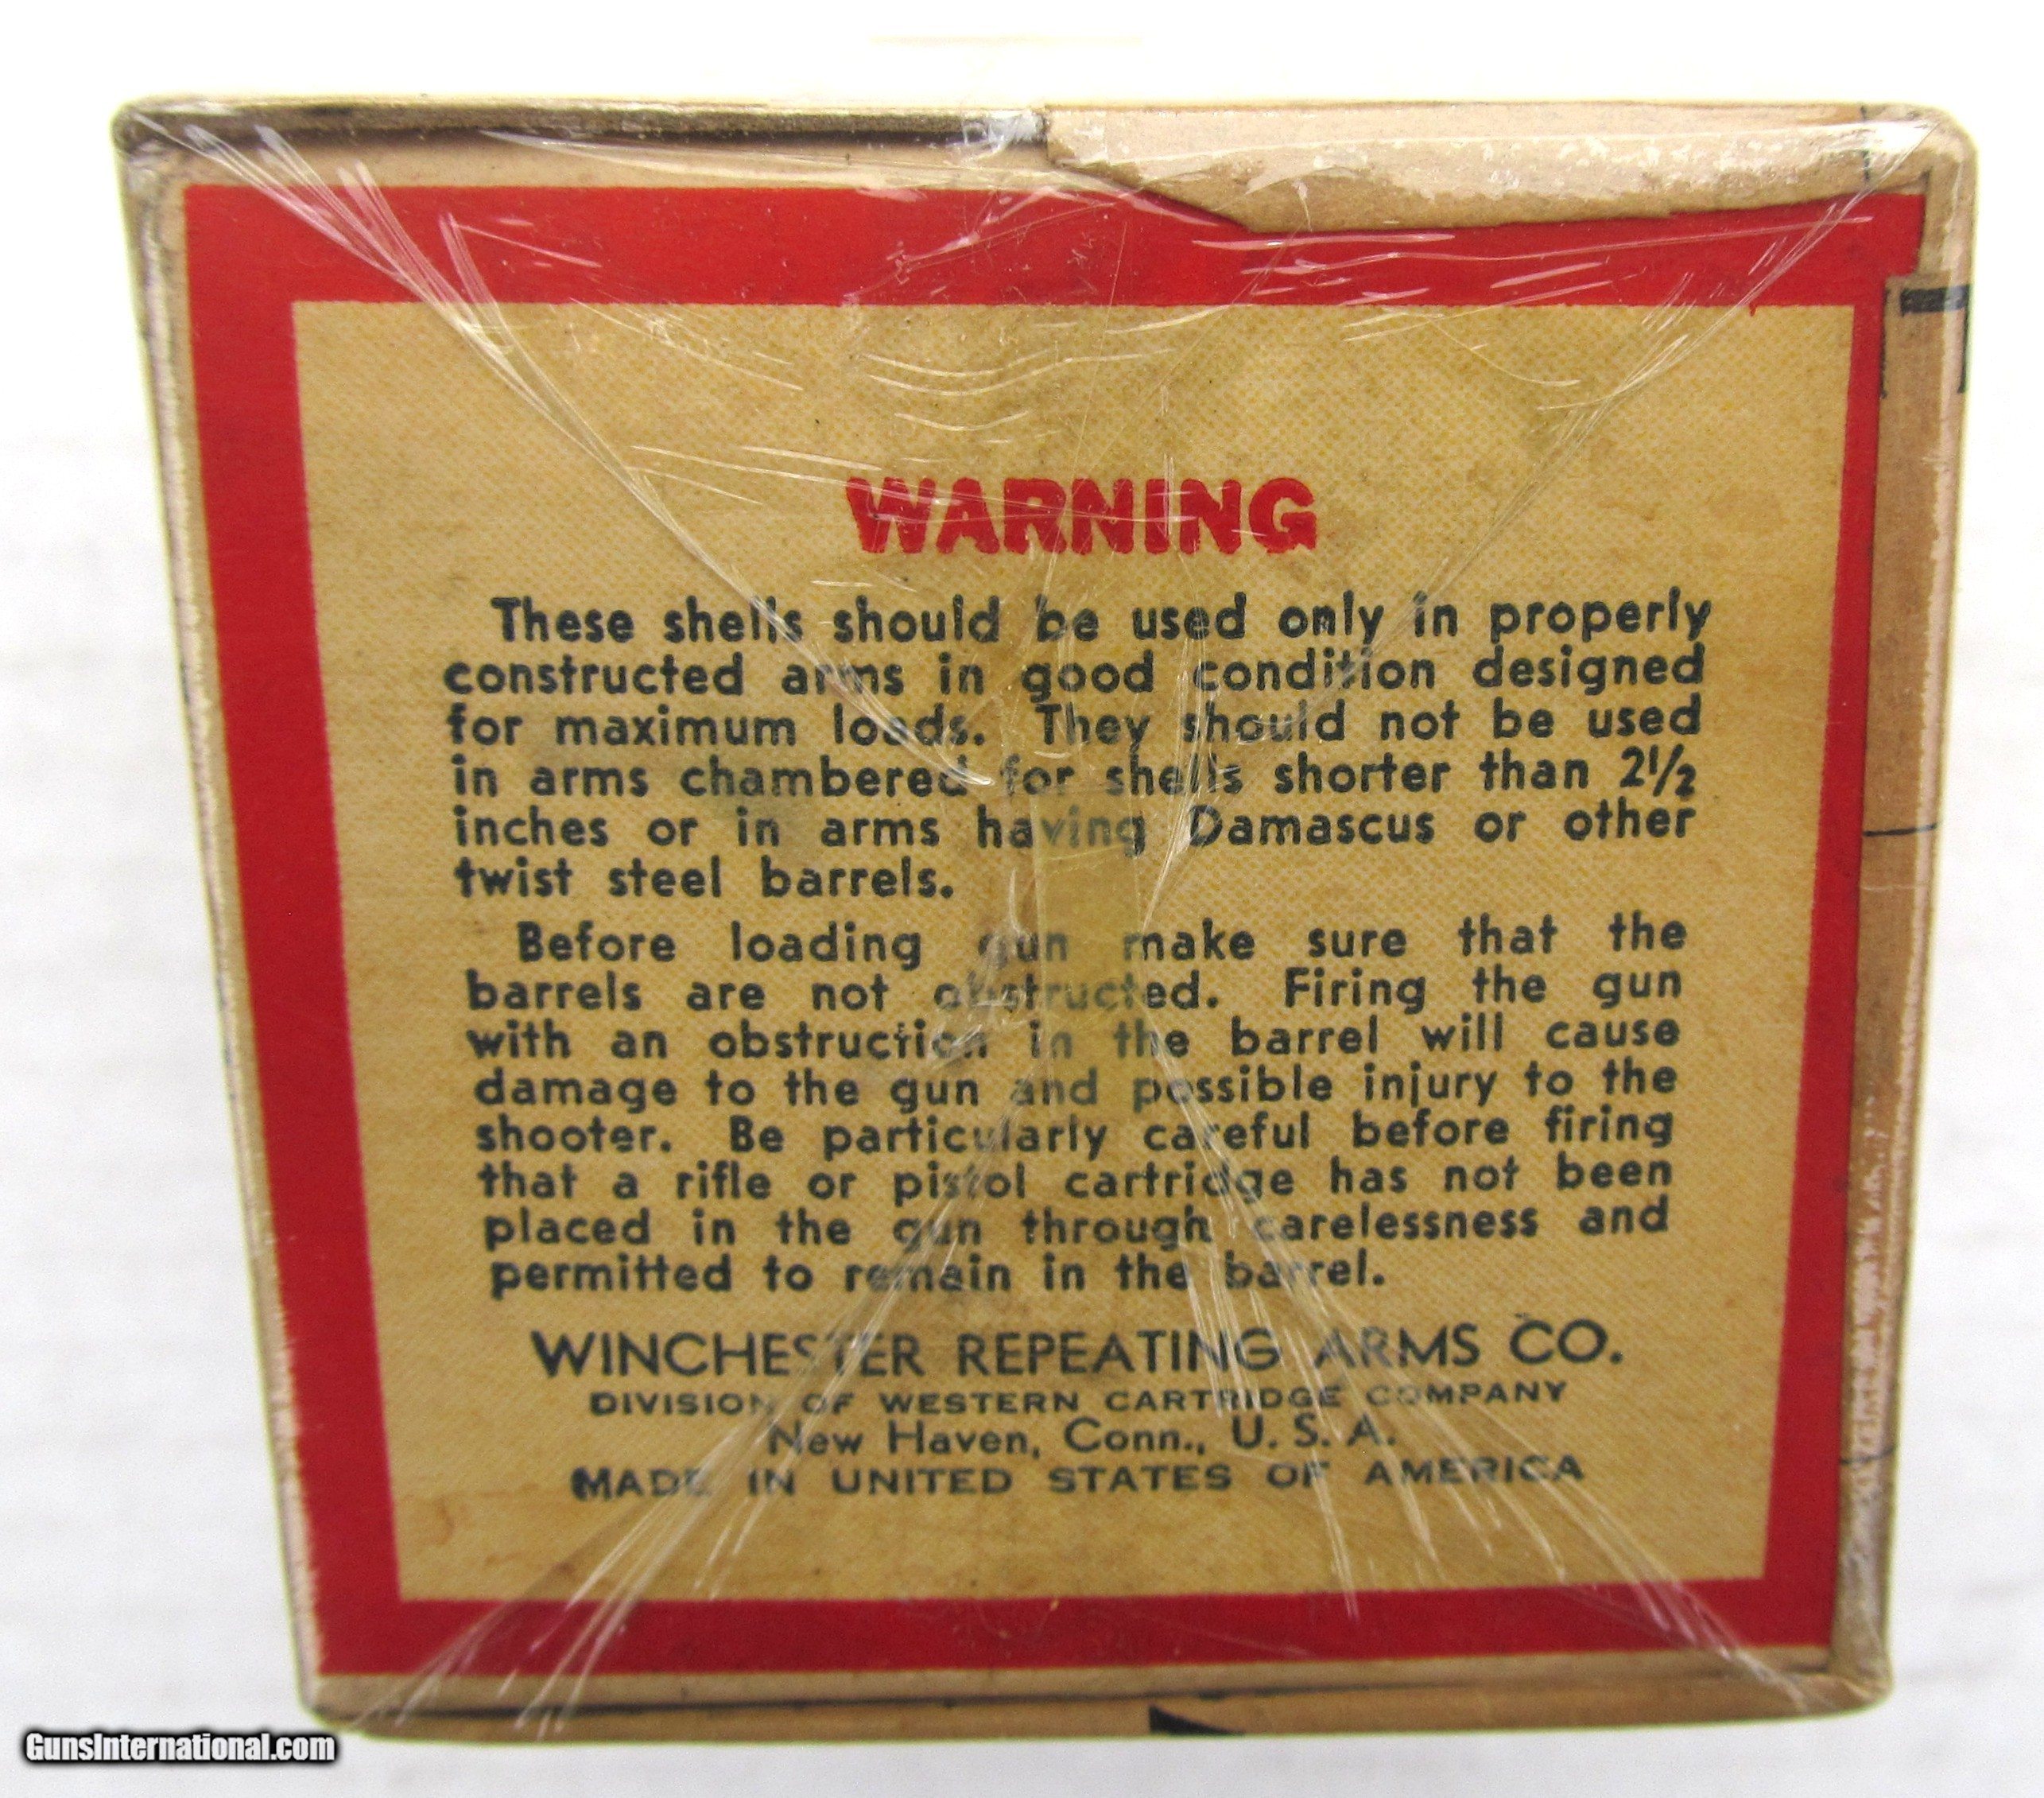 WARNING
These shells should be used only in properly
constructed arms in good condition designed
for maximum loads. They should not be used
in arms chambered for shells shorter than 2 1/2
inches or in arms having Damascus or other
twist steel barrels.
Before loading gun make sure that the
barrels are not obstructed. Firing the gun
with an obstruction in the barrel will cause
damage to the gun and possible injury to the
shooter. Be particularly careful before firing
that a rifle or pistol cartridge has not been
placed in the gun through carelessness and
permitted to remain in the barrel.
WINCHESTER REPEATING ARMS CO.
DIVISION OF WESTERN CARTRIDGE COMPANY
New Haven, Conn., U. S. A.
MADE IN UNITED STATES OF AMERICA
GunsInternational.com